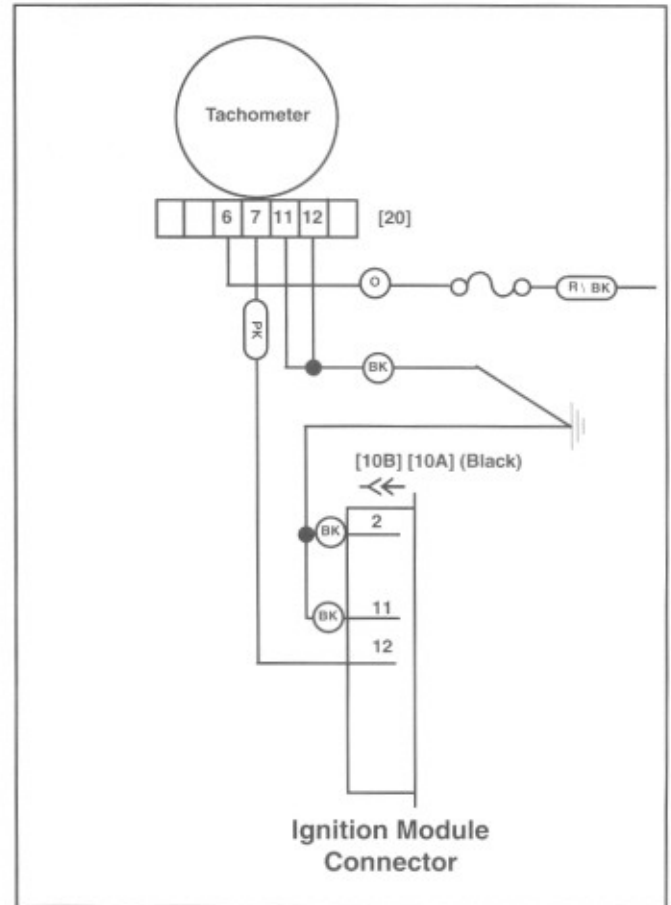 Tachometer
6 7 11 12 [20]
O R \ BK
PK
BK
[10B] [10A] (Black)
BK 2
BK 11
12
Ignition Module
Connector